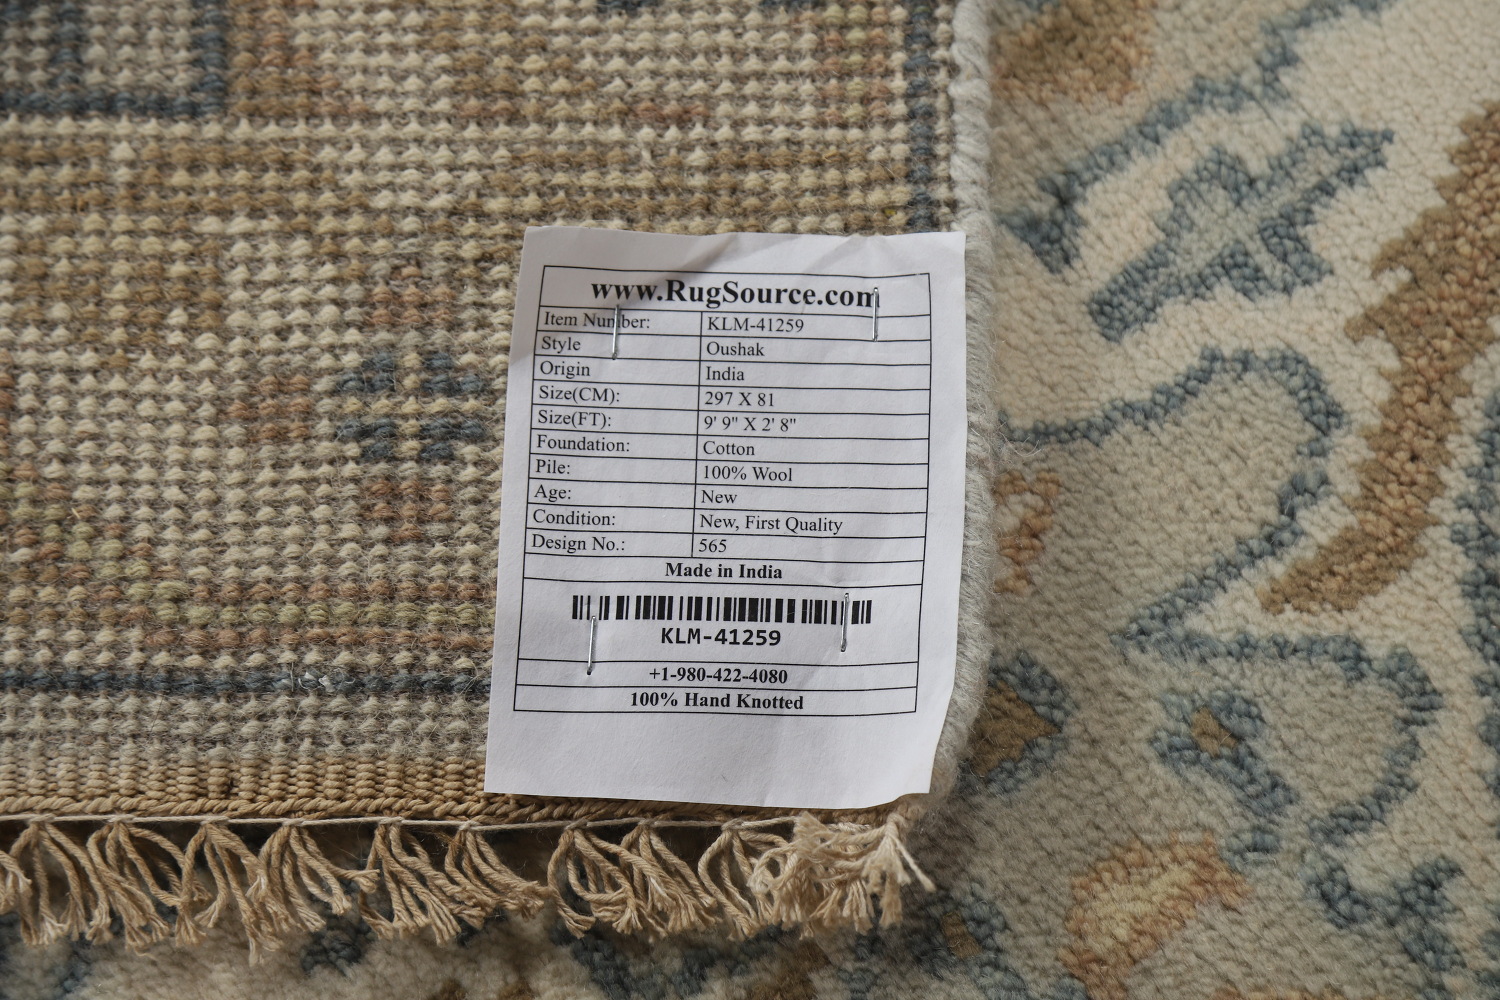 www.RugSource.com
Item Number: KLM-41259
Style Oushak
Origin India
Size(CM): 297 X 81
Size(FT): 9' 9" X 2' 8"
Foundation: Cotton
Pile: 100% Wool
Age: New
Condition: New, First Quality
Design No.: 565
Made in India
KLM-41259
+1-980-422-4080
100% Hand Knotted